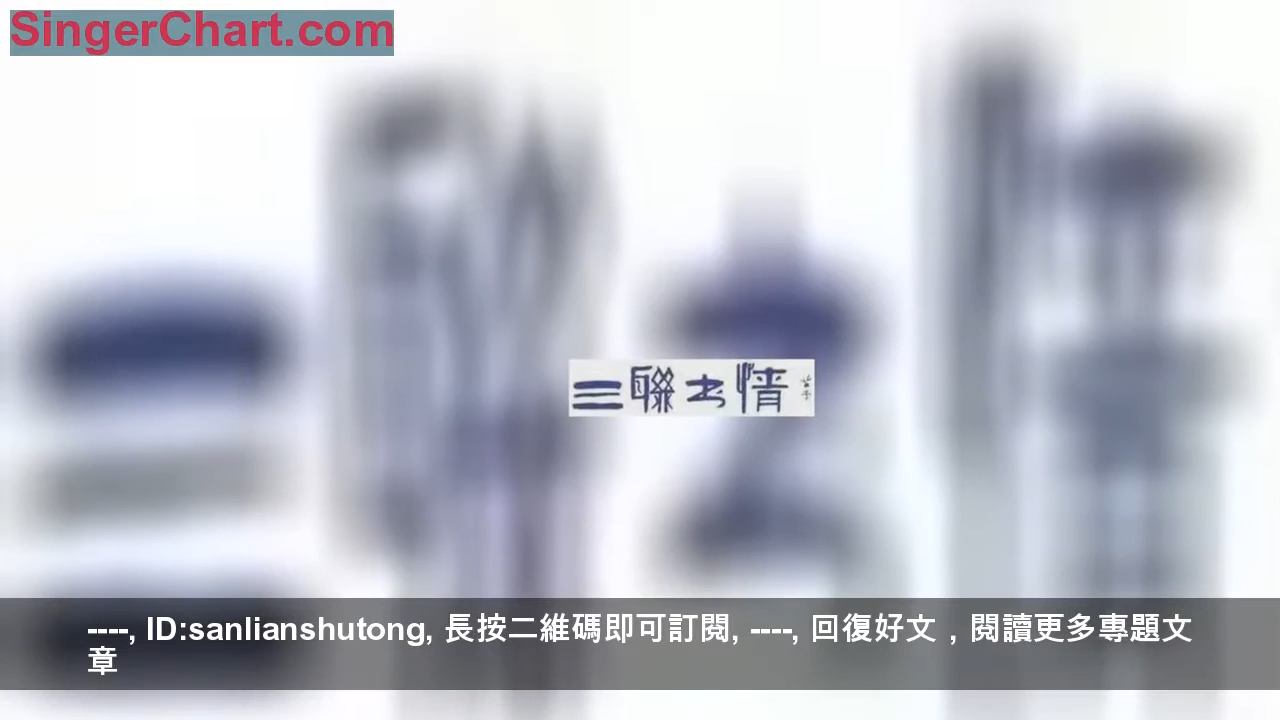 SingerChart.com
三聯书情
----, ID:sanlianshutong, 長按二維碼即可訂閱, ----, 回復好文，閱讀更多專題文
章